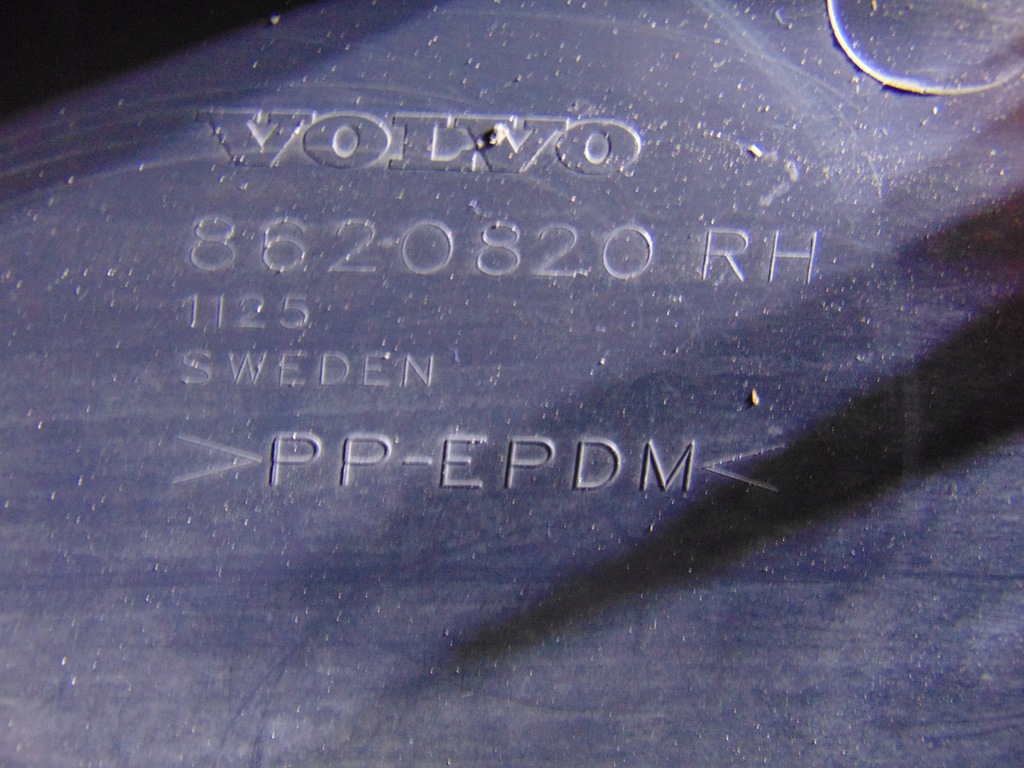 VOLVO
8620820 RH
1125
SWEDEN
>PP-EPDM<